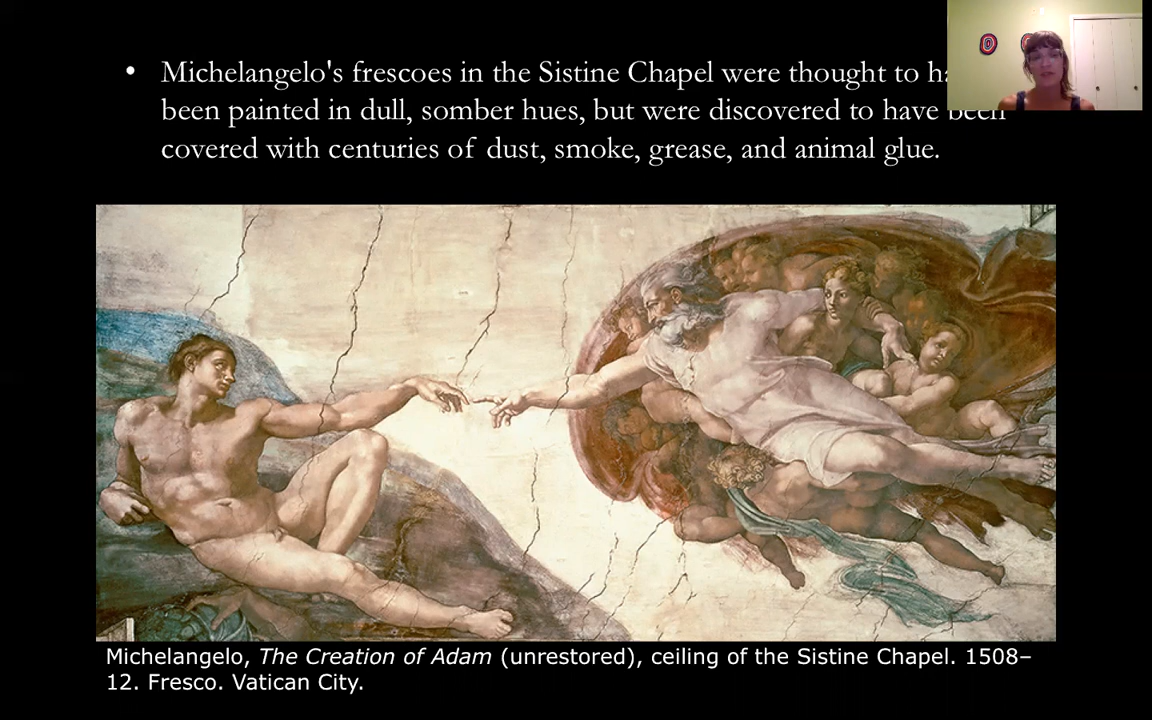 • Michelangelo's frescoes in the Sistine Chapel were thought to
been painted in dull, somber hues, but were discovered to have been
covered with centuries of dust, smoke, grease, and animal glue.
Michelangelo, The Creation of Adam (unrestored), ceiling of the Sistine Chapel. 1508–
12. Fresco. Vatican City.